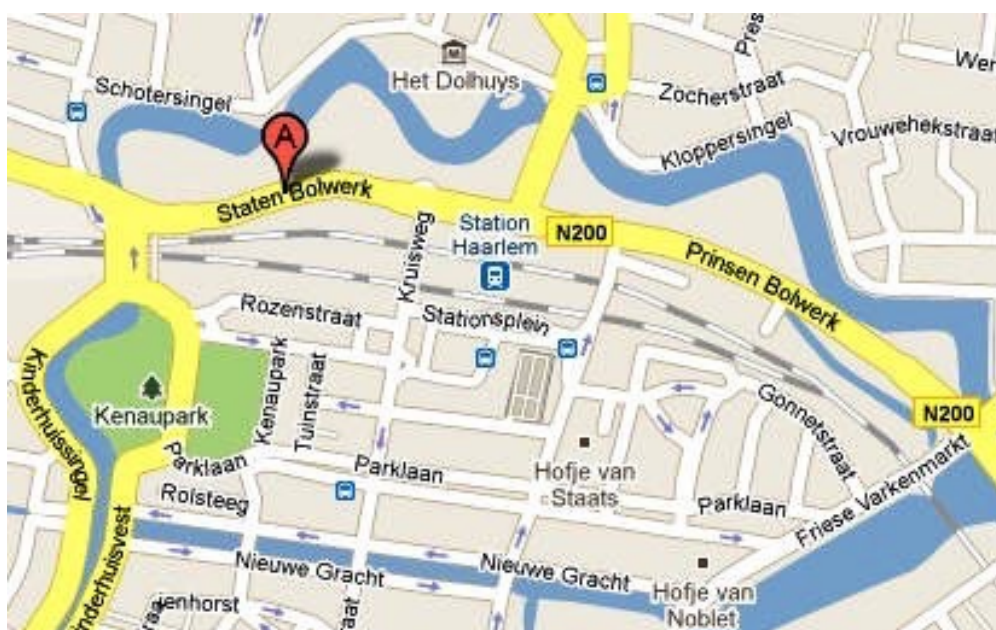 Het Dolhuys
Schotersingel
Zocherstraat
Vrouwehekstraat
Kloppersingel
A
Staten Bolwerk
Station
Haarlem
N200
Kruisweg
Prinsen Bolwerk
Rozenstraat
Stationsplein
Kenaupark
Tuinstraat
Kenaupark
Kinderhuissingel
Gonnetstraat
N200
Parklaan
Parklaan
Hofje van
Staats
Rolsteeg
Parklaan
Friese Varkenmarkt
Kinderhuisvest
Nieuwe Gracht
Nieuwe Gracht
Hofje van
Noblet